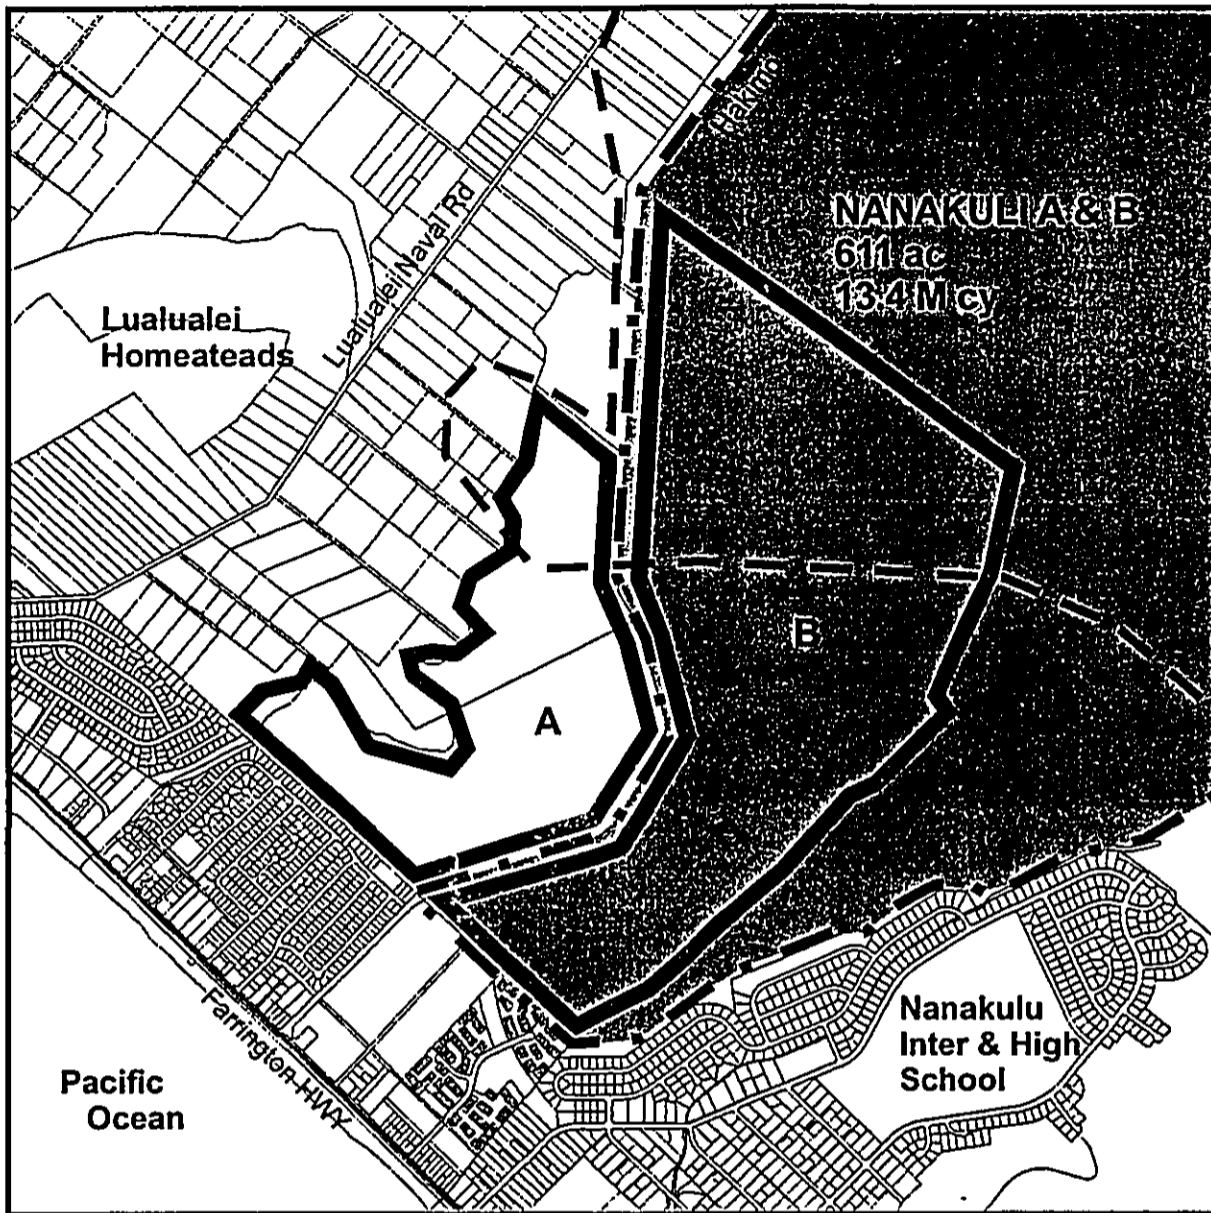 NANAKULI A & B
611 ac
13.4 M cy
Lualualei Naval Rd
Lualualei
Homeateads
B
A
Farrington HWY
Nanakulu
Inter & High
School
Pacific
Ocean